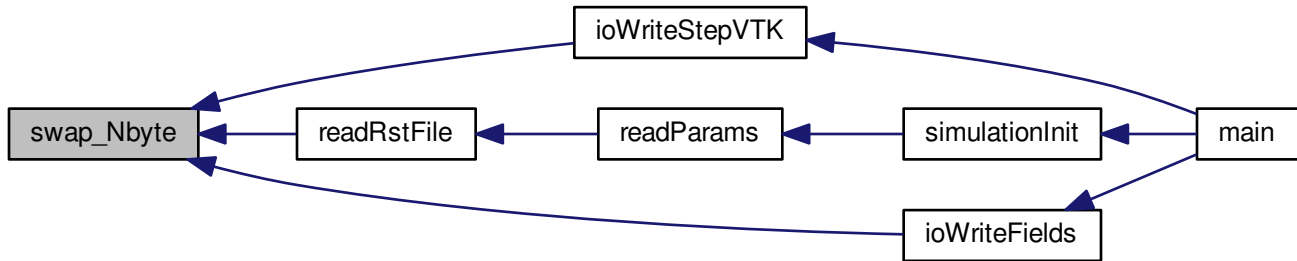 ioWriteStepVTK
swap_Nbyte
readRstFile
readParams
simulationInit
main
ioWriteFields